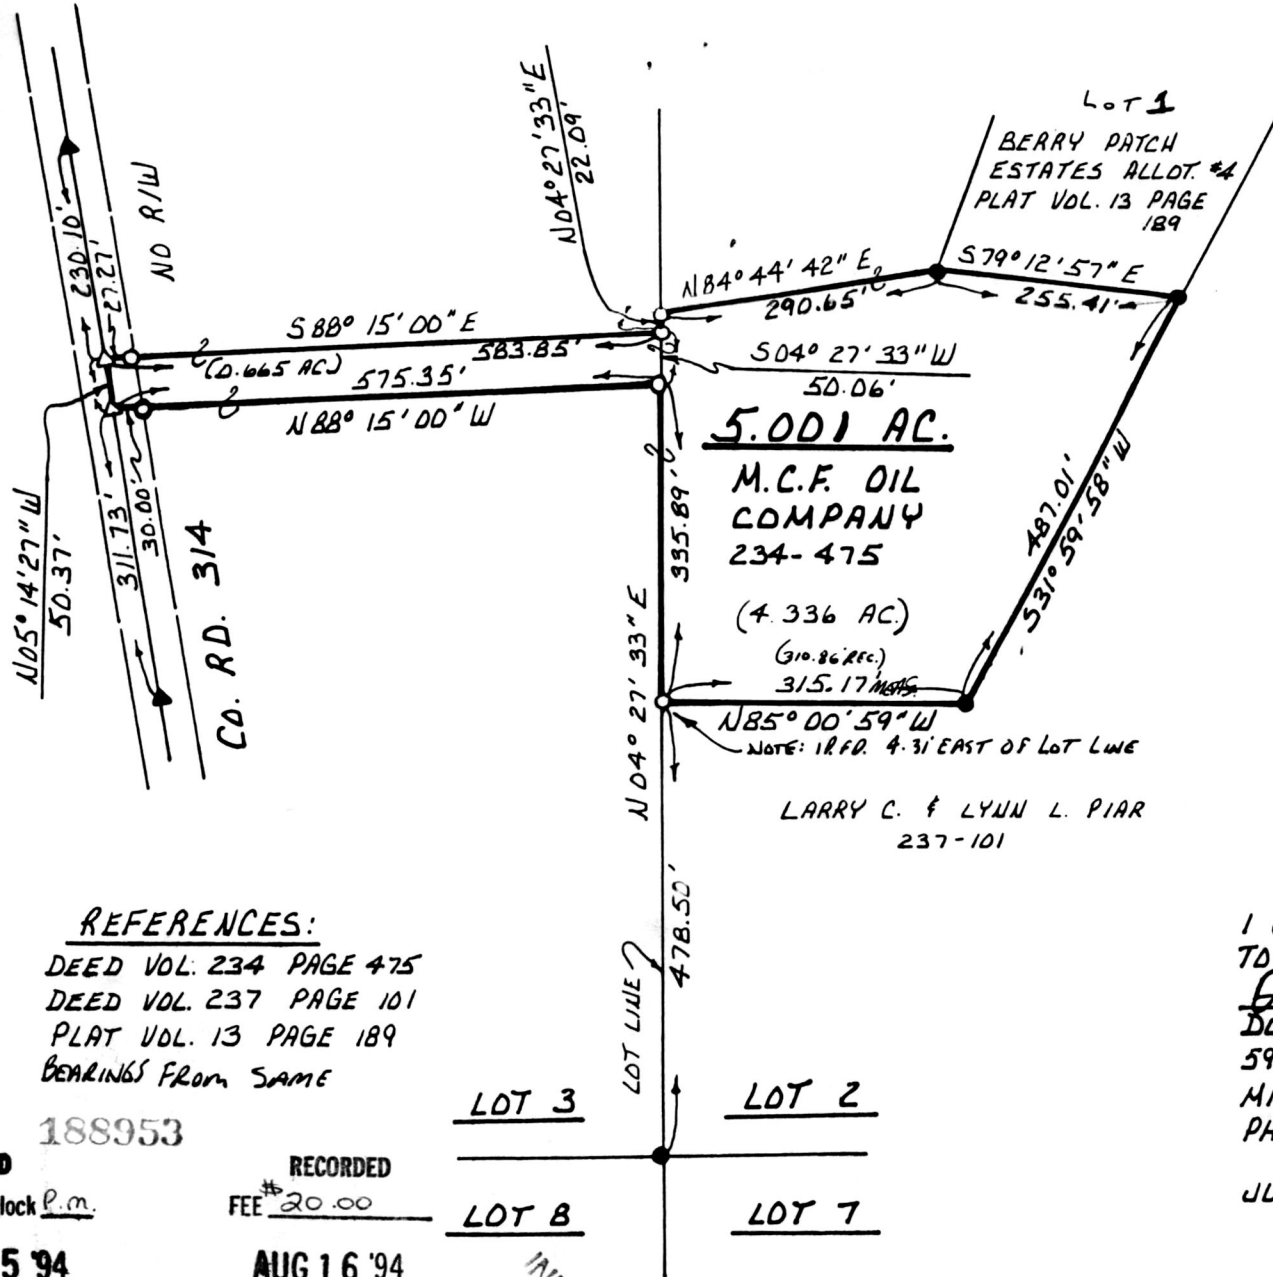 LOT 1
BERRY PATCH
ESTATES ALLOT. #4
PLAT VOL. 13 PAGE
189
N04° 27' 33" E
22.09'
230.10'
27.27'
NO R/W
N84° 44' 42" E
290.65'
S79° 12' 57" E
255.41'
S88° 15' 00" E
583.85'
(0.665 AC)
575.35'
N88° 15' 00" W
S04° 27' 33" W
50.06'
5.001 AC.
M.C.F. OIL
COMPANY
234-475
(4.336 AC.)
(310.86' REC.)
315.17' MEAS.
N85° 00' 59" W
NOTE: I.P. FD. 4.31' EAST OF LOT LINE
487.01'
S31° 59' 58" W
335.89'
N04° 27' 33" E
N05° 14' 27" W
50.37'
311.73'
30.00'
CO. RD. 314
LARRY C. & LYNN L. PIAR
237-101
478.50'
LOT LINE
REFERENCES:
DEED VOL. 234 PAGE 475
DEED VOL. 237 PAGE 101
PLAT VOL. 13 PAGE 189
BEARINGS FROM SAME
188953
LOT 3
LOT 2
LOT 8
LOT 7
RECORDED
lock P.m.
FEE $20.00
5 '94
AUG 16 '94
I
TO
59
PH